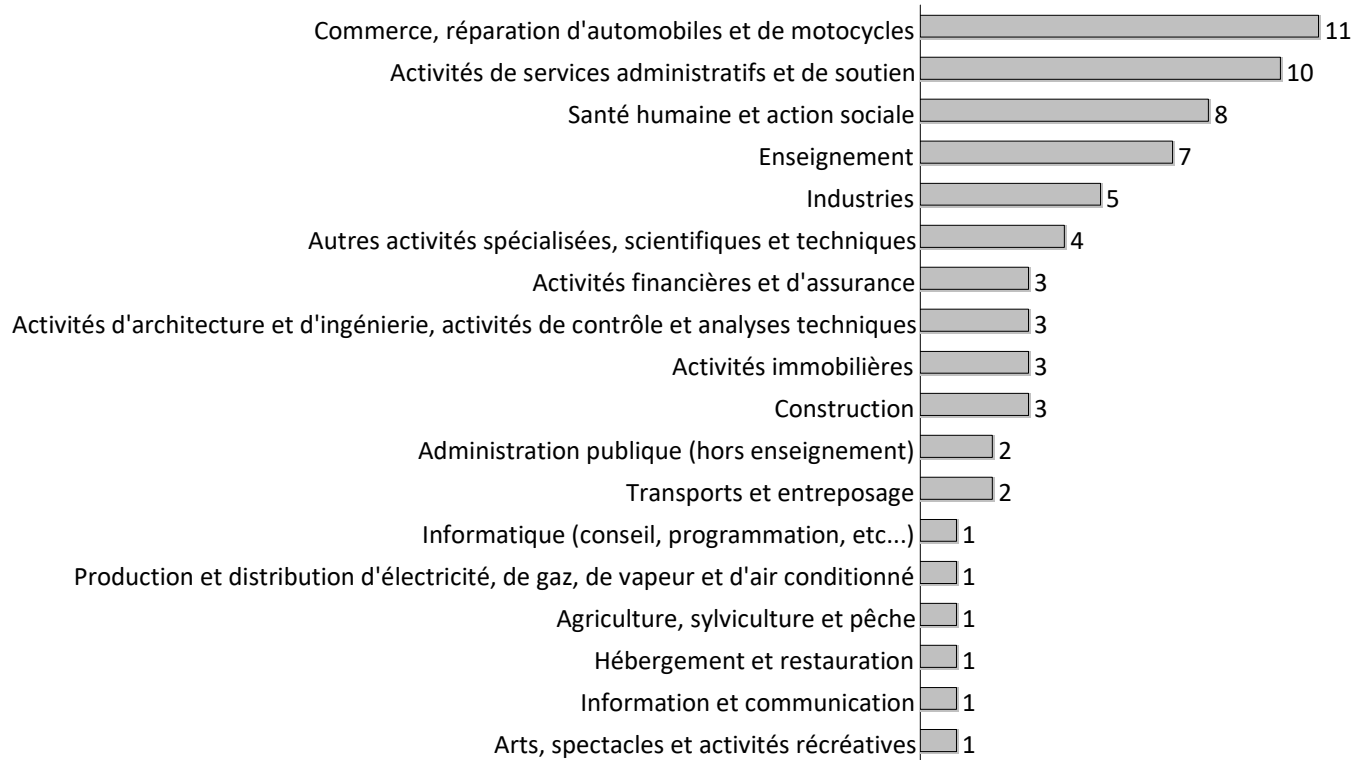 Commerce, réparation d'automobiles et de motocycles 11
Activités de services administratifs et de soutien 10
Santé humaine et action sociale 8
Enseignement 7
Industries 5
Autres activités spécialisées, scientifiques et techniques 4
Activités financières et d'assurance 3
Activités d'architecture et d'ingénierie, activités de contrôle et analyses techniques 3
Activités immobilières 3
Construction 3
Administration publique (hors enseignement) 2
Transports et entreposage 2
Informatique (conseil, programmation, etc...) 1
Production et distribution d'électricité, de gaz, de vapeur et d'air conditionné 1
Agriculture, sylviculture et pêche 1
Hébergement et restauration 1
Information et communication 1
Arts, spectacles et activités récréatives 1